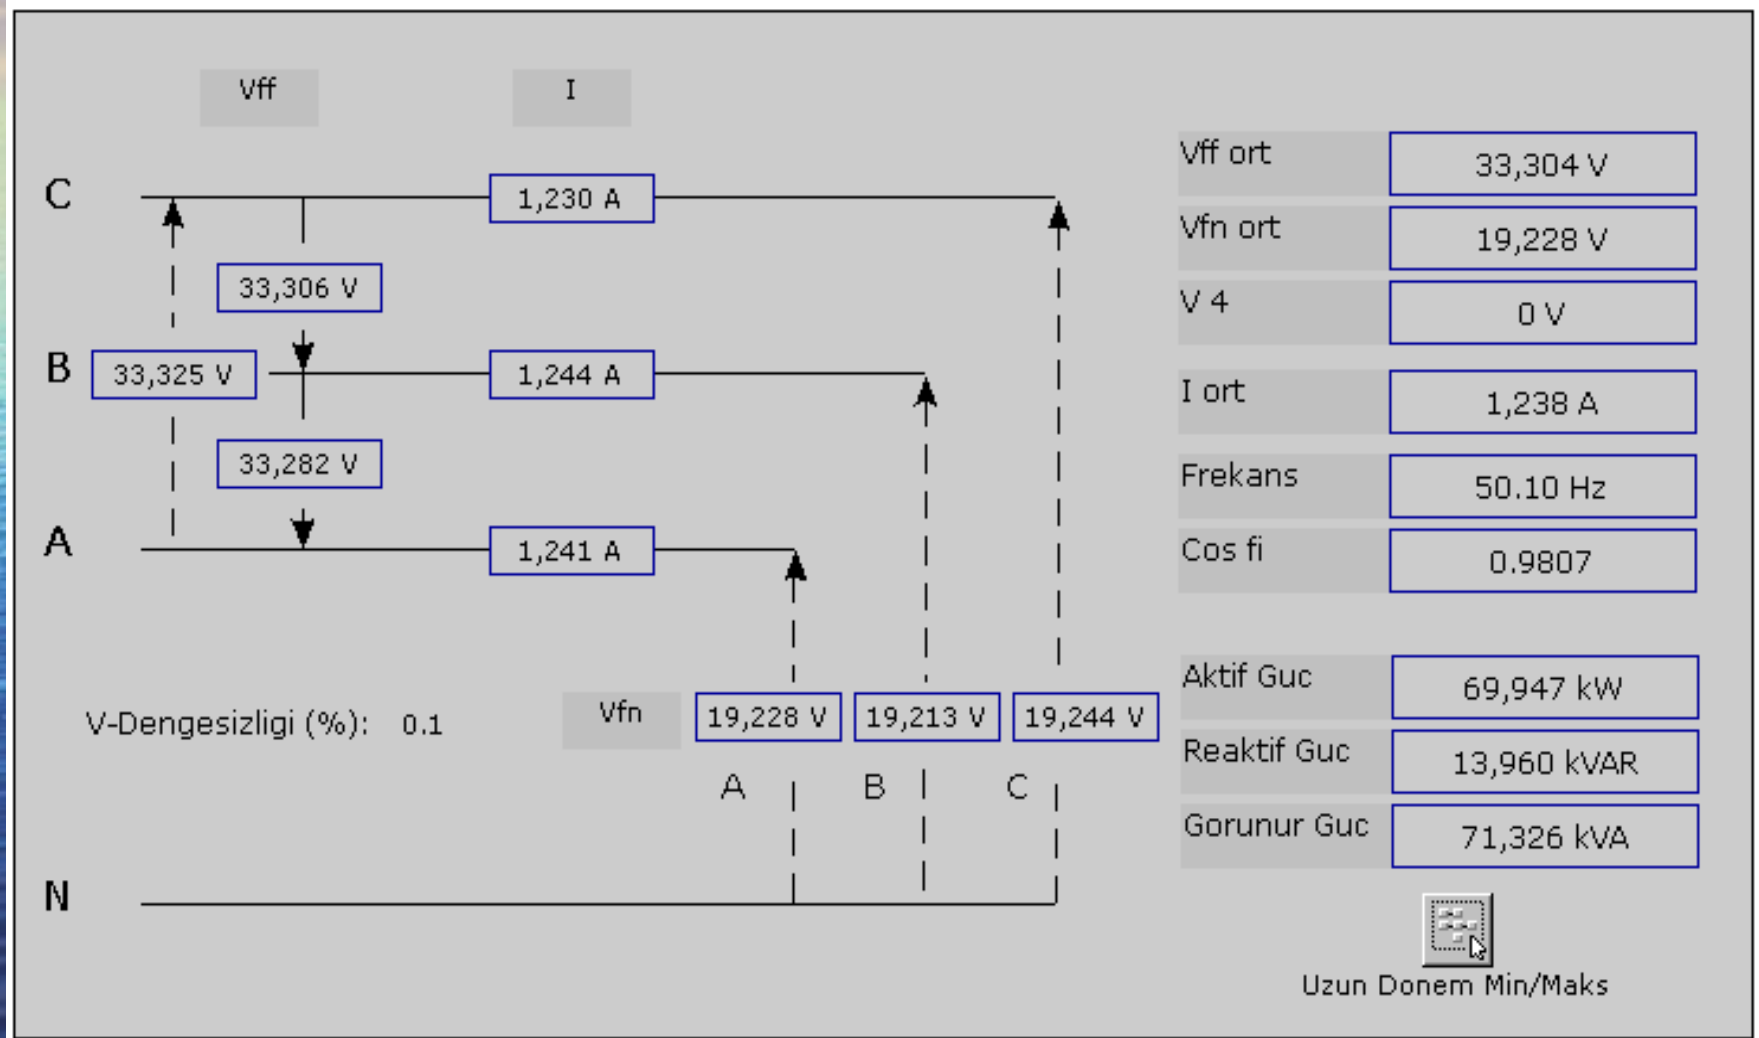 Vff
I
C
1,230 A
33,306 V
B
33,325 V
1,244 A
33,282 V
A
1,241 A
V-Dengesizligi (%): 0.1
Vfn
19,228 V
19,213 V
19,244 V
A
B
C
N
Vff ort
33,304 V
Vfn ort
19,228 V
V 4
0 V
I ort
1,238 A
Frekans
50.10 Hz
Cos fi
0.9807
Aktif Guc
69,947 kW
Reaktif Guc
13,960 kVAR
Gorunur Guc
71,326 kVA
Uzun Donem Min/Maks